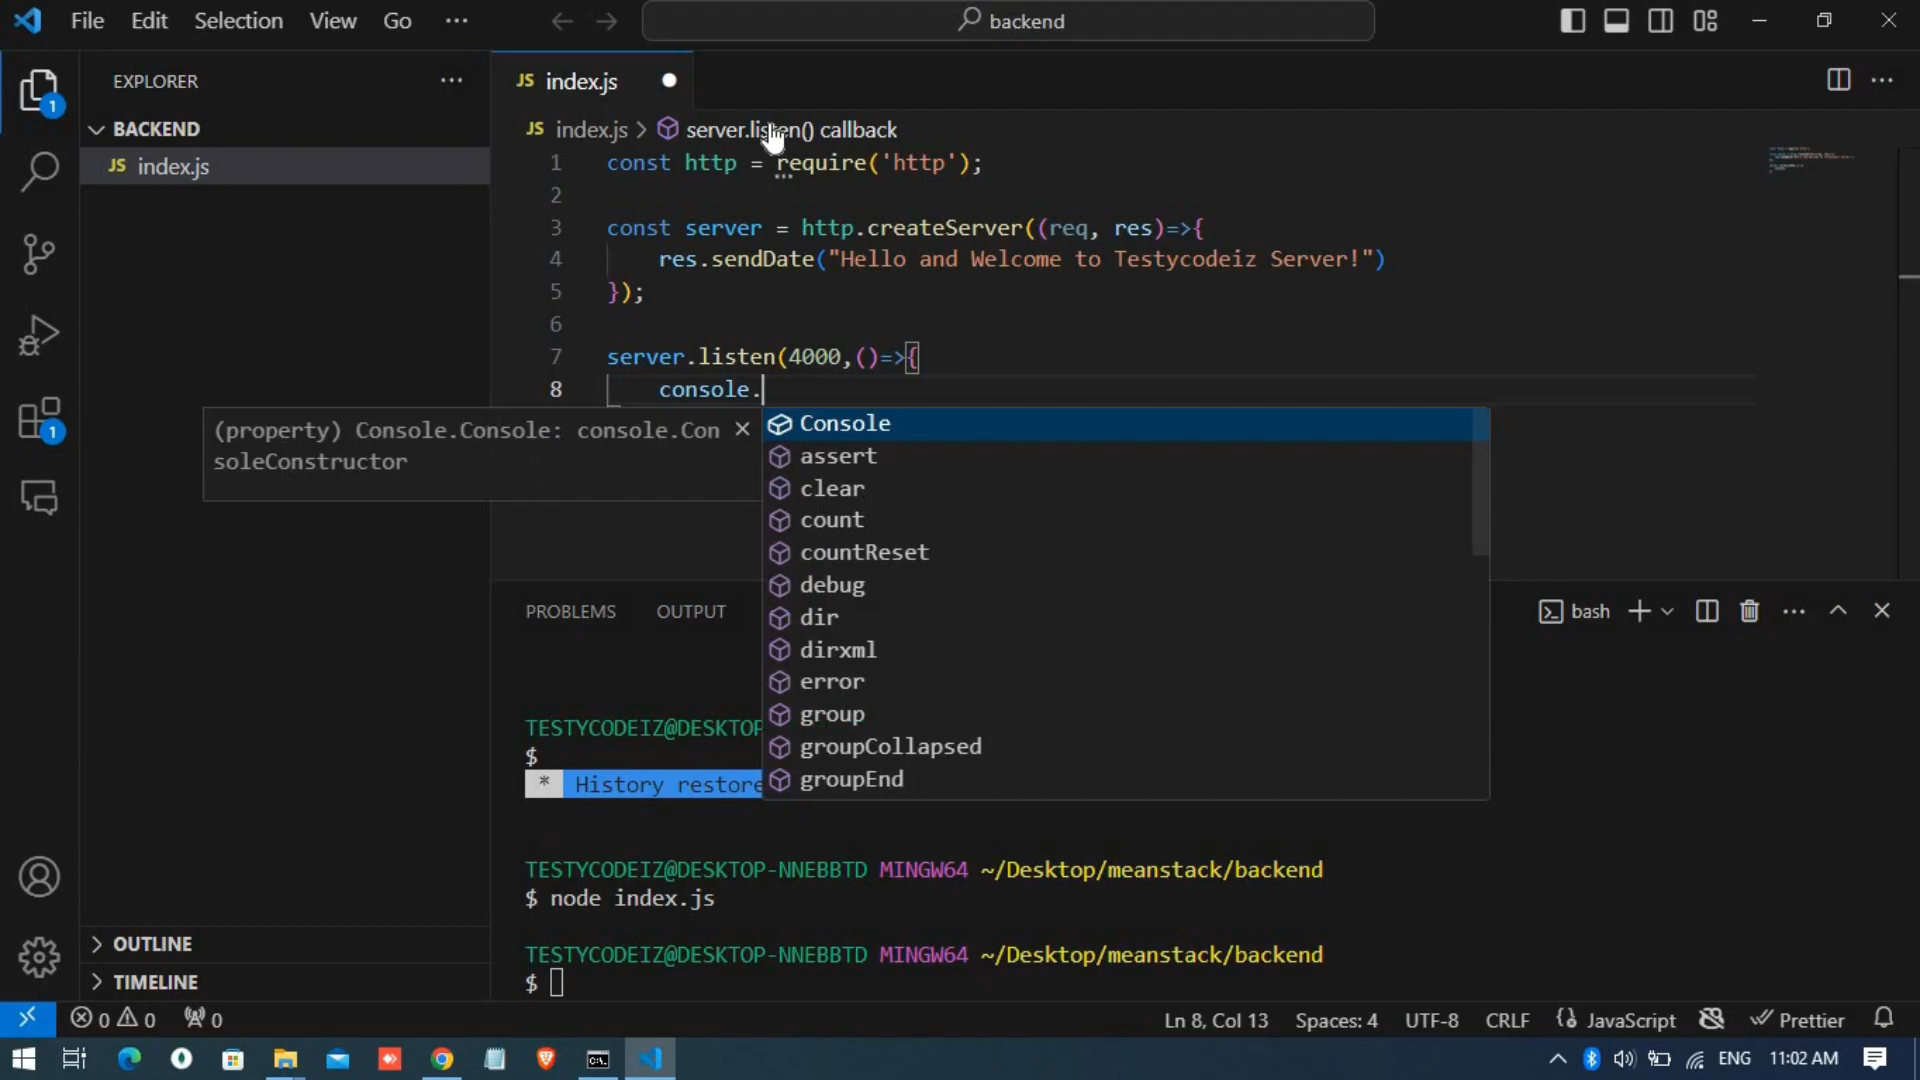 File Edit Selection View Go ··· backend
EXPLORER ···
BACKEND
JS index.js
JS index.js
JS index.js > server.listen() callback
1 const http = require('http');
2
3 const server = http.createServer((req, res)=>{
4 res.sendDate("Hello and Welcome to Testycodeiz Server!")
5 });
6
7 server.listen(4000,()=>{
8 console.
(property) Console.Console: console.Con
soleConstructor
Console
assert
clear
count
countReset
debug
dir
dirxml
error
group
groupCollapsed
groupEnd
PROBLEMS OUTPUT
bash
TESTYCODEIZ@DESKTOP
$
* History restore
TESTYCODEIZ@DESKTOP-NNEBBTD MINGW64 ~/Desktop/meanstack/backend
$ node index.js
TESTYCODEIZ@DESKTOP-NNEBBTD MINGW64 ~/Desktop/meanstack/backend
$
OUTLINE
TIMELINE
1
1
0 0 0 Ln 8, Col 13 Spaces: 4 UTF-8 CRLF JavaScript Prettier
ENG 11:02 AM